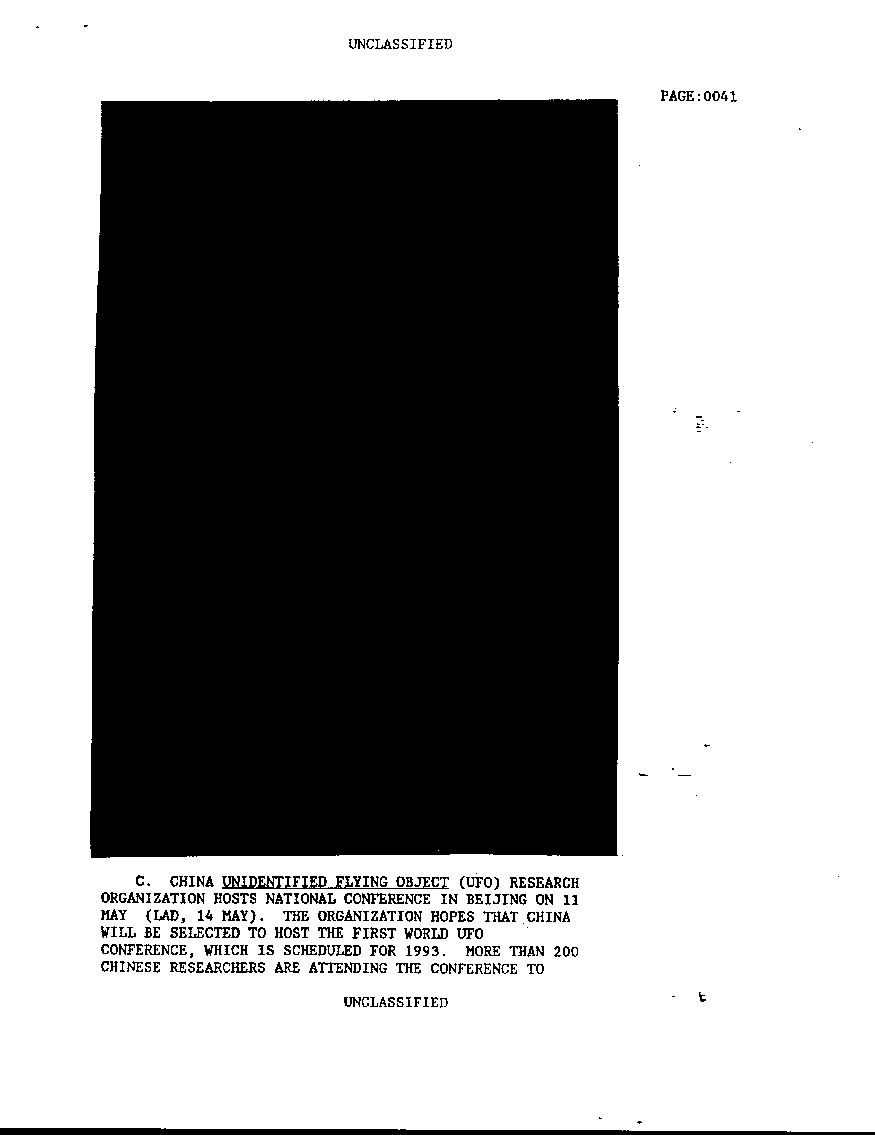 UNCLASSIFIED
PAGE:0041
C. CHINA UNIDENTIFIED FLYING OBJECT (UFO) RESEARCH
ORGANIZATION HOSTS NATIONAL CONFERENCE IN BEIJING ON 11
MAY (LAD, 14 MAY). THE ORGANIZATION HOPES THAT CHINA
WILL BE SELECTED TO HOST THE FIRST WORLD UFO
CONFERENCE, WHICH IS SCHEDULED FOR 1993. MORE THAN 200
CHINESE RESEARCHERS ARE ATTENDING THE CONFERENCE TO
UNCLASSIFIED